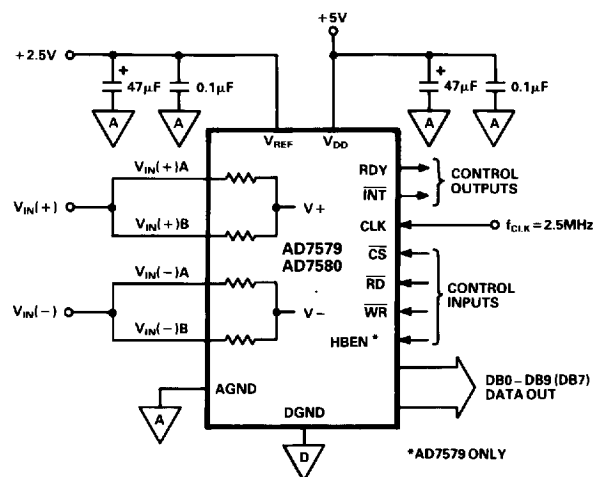 +5V
+2.5V
+
47µF
0.1µF
+
47µF
0.1µF
A
A
A
A
VREF
VDD
VIN(+)A
VIN(+)
VIN(+)B
V+
VIN(-)A
VIN(-)
VIN(-)B
V-
AD7579
AD7580
RDY
INT
CONTROL
OUTPUTS
CLK
fCLK = 2.5MHz
CS
RD
WR
HBEN *
CONTROL
INPUTS
AGND
A
DGND
D
DB0 – DB9 (DB7)
DATA OUT
*AD7579 ONLY